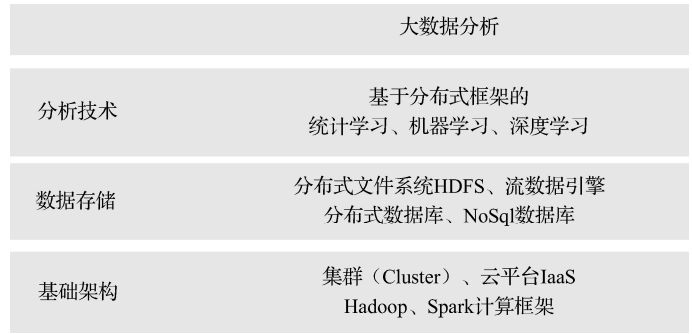 大数据分析
分析技术
基于分布式框架的
统计学习、机器学习、深度学习
数据存储
分布式文件系统HDFS、流数据引擎
分布式数据库、NoSql数据库
基础架构
集群（Cluster）、云平台IaaS
Hadoop、Spark计算框架